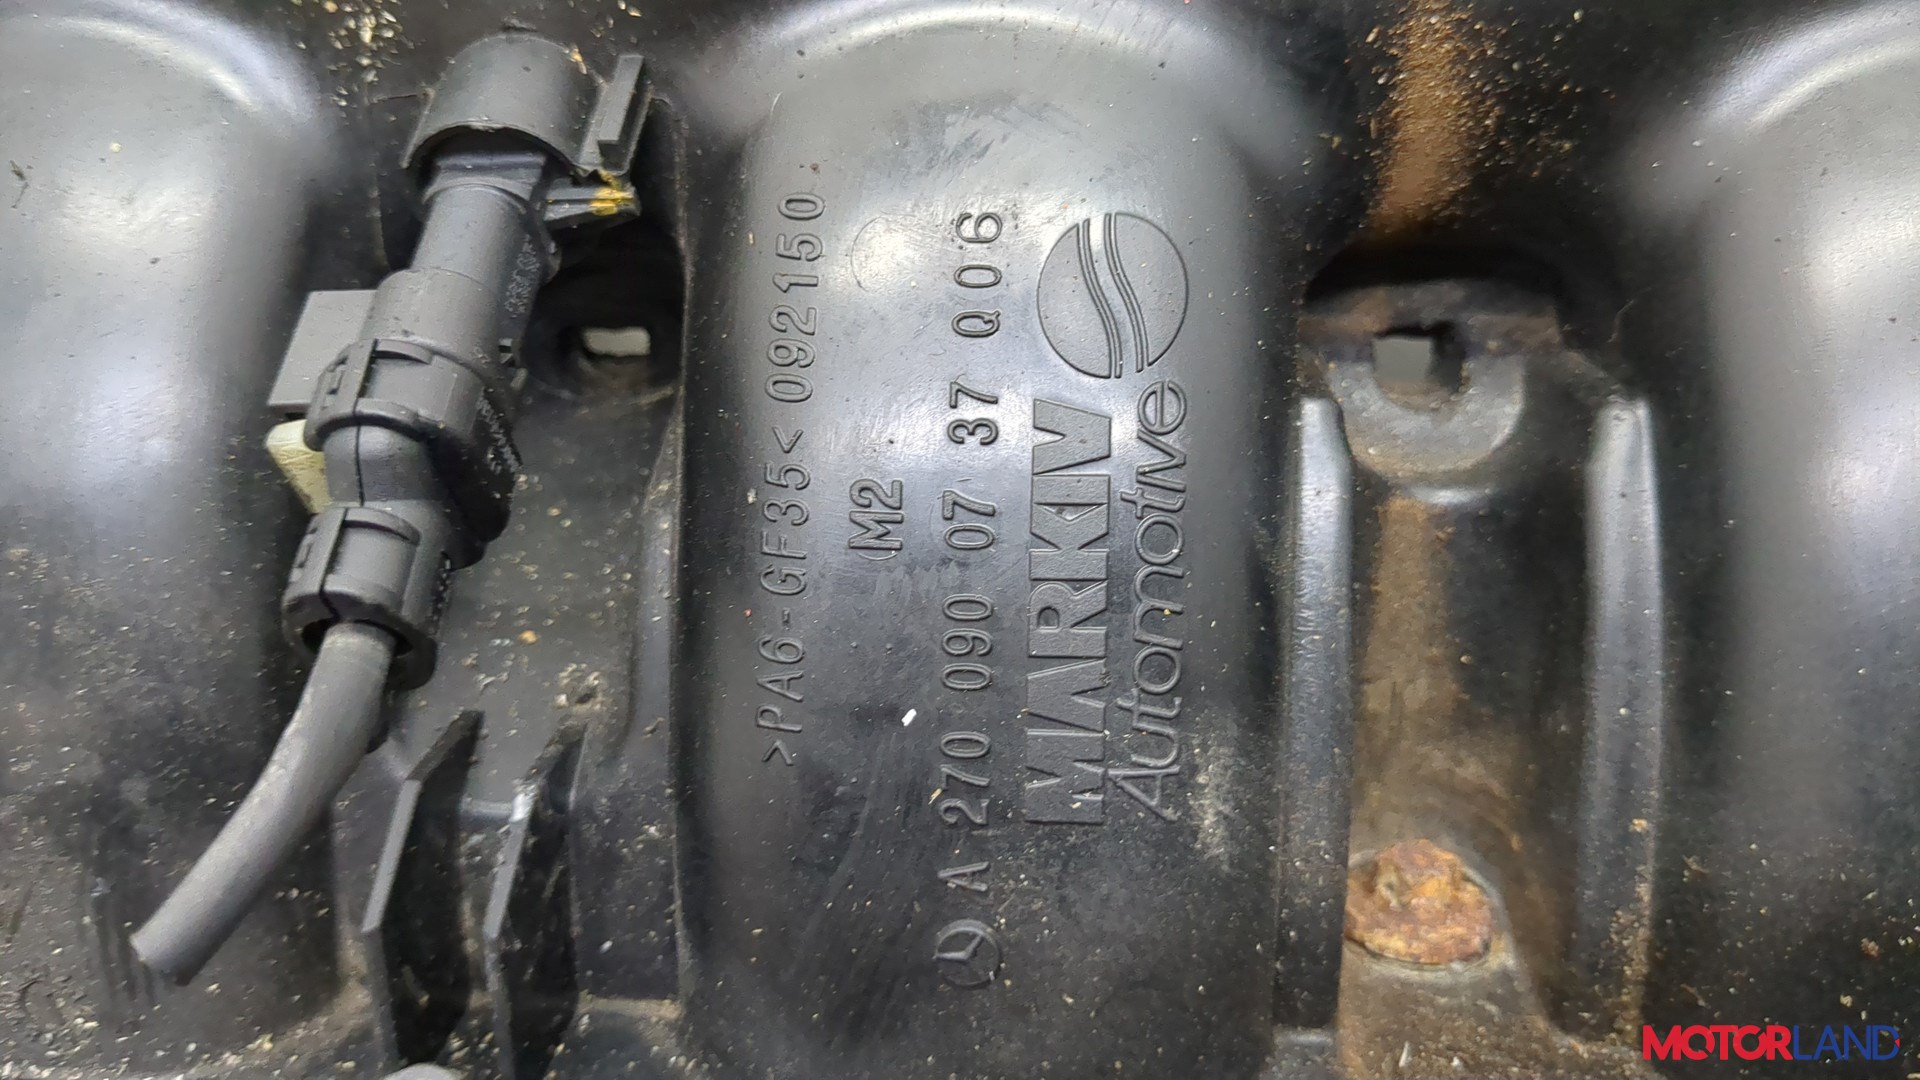 >PA6-GF35< 092150
(M2
A 270 090 07 37 Q06
MARKIV
Automotive
MOTORLAND